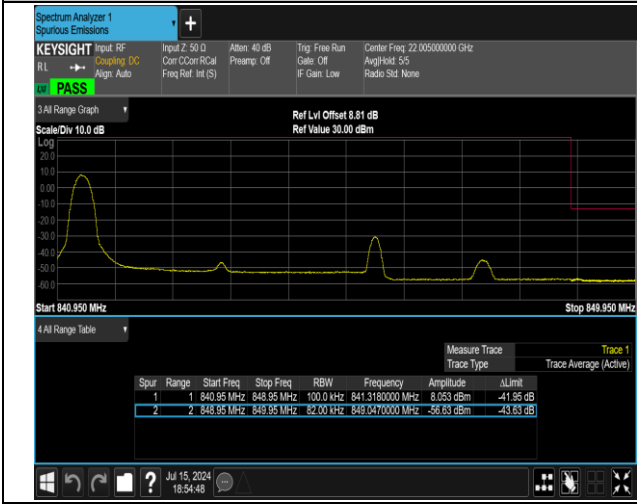 Spectrum Analyzer 1
Spurious Emissions
+
KEYSIGHT Input: RF Input Z: 50 Ω Atten: 40 dB Trig: Free Run Center Freq: 22.005000000 GHz
RL Coupling: DC Corr CCorr RCal Preamp: Off Gate: Off Avg|Hold: 5/5
Align: Auto Freq Ref: Int (S) IF Gain: Low Radio Std: None
PASS
3 All Range Graph
Ref Lvl Offset 8.81 dB
Scale/Div 10.0 dB Ref Value 30.00 dBm
Log
20.0
10.0
0.00
-10.0
-20.0
-30.0
-40.0
-50.0
-60.0
Start 840.950 MHz Stop 849.950 MHz
4 All Range Table
Measure Trace Trace 1
Trace Type Trace Average (Active)
Spur Range Start Freq Stop Freq RBW Frequency Amplitude ΔLimit
1 1 840.95 MHz 848.95 MHz 100.0 kHz 841.3180000 MHz 8.053 dBm -41.95 dB
2 2 848.95 MHz 849.95 MHz 82.00 kHz 849.0470000 MHz -56.63 dBm -43.63 dB
? Jul 15, 2024
18:54:48